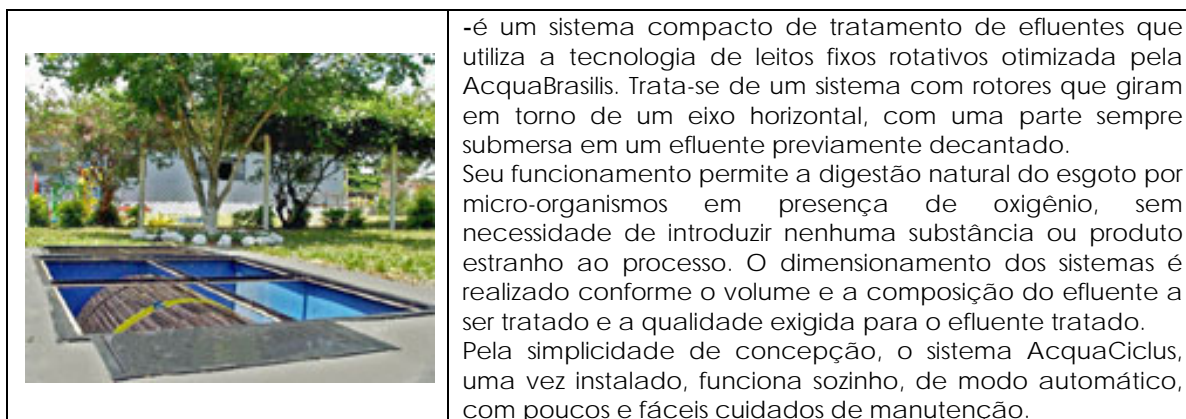 -é um sistema compacto de tratamento de efluentes que
utiliza a tecnologia de leitos fixos rotativos otimizada pela
AcquaBrasilis. Trata-se de um sistema com rotores que giram
em torno de um eixo horizontal, com uma parte sempre
submersa em um efluente previamente decantado.
Seu funcionamento permite a digestão natural do esgoto por
micro-organismos em presença de oxigênio, sem
necessidade de introduzir nenhuma substância ou produto
estranho ao processo. O dimensionamento dos sistemas é
realizado conforme o volume e a composição do efluente a
ser tratado e a qualidade exigida para o efluente tratado.
Pela simplicidade de concepção, o sistema AcquaCiclus,
uma vez instalado, funciona sozinho, de modo automático,
com poucos e fáceis cuidados de manutenção.